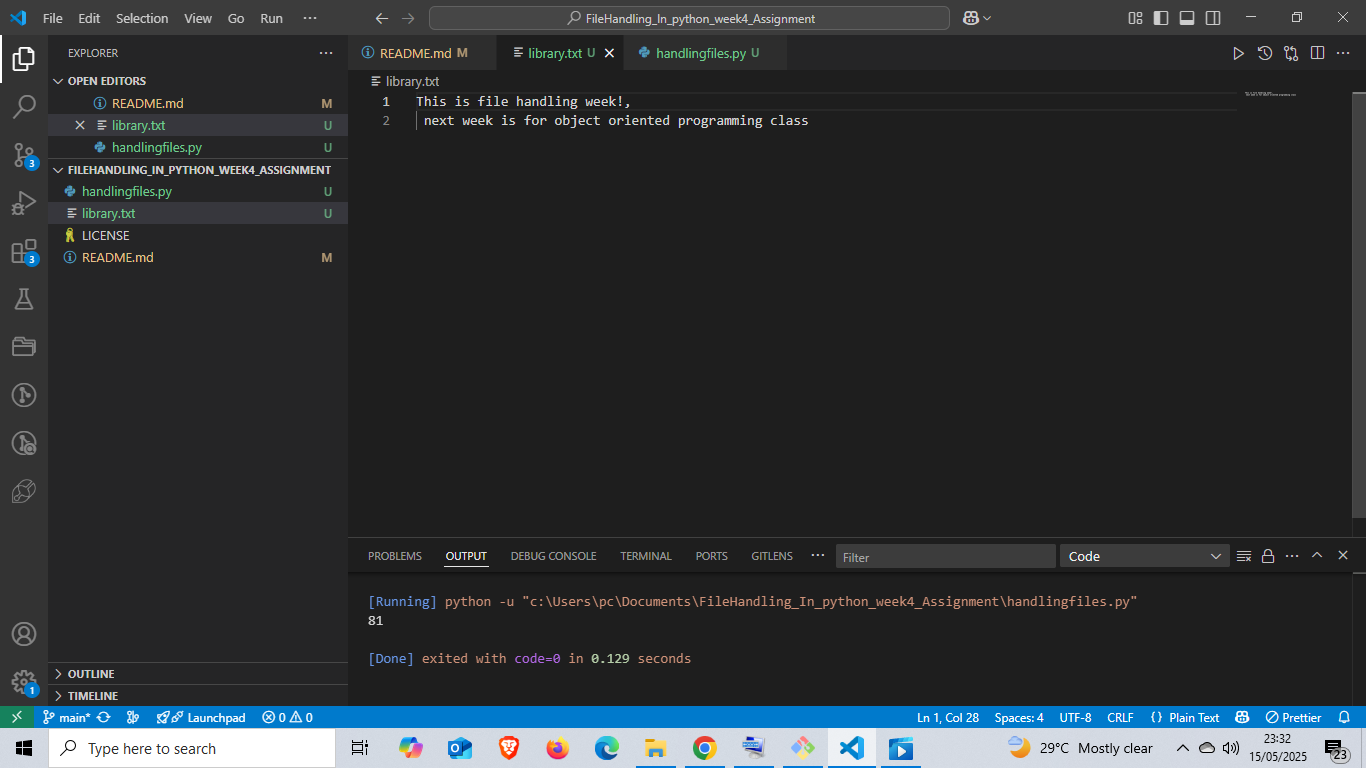 File Edit Selection View Go Run ···
FileHandling_In_python_week4_Assignment
EXPLORER ···
OPEN EDITORS
README.md M
library.txt U
handlingfiles.py U
FILEHANDLING_IN_PYTHON_WEEK4_ASSIGNMENT
handlingfiles.py U
library.txt U
LICENSE
README.md M
3
3
1
OUTLINE
TIMELINE
README.md M library.txt U handlingfiles.py U
library.txt
1 This is file handling week!,
2 next week is for object oriented programming class
PROBLEMS OUTPUT DEBUG CONSOLE TERMINAL PORTS GITLENS ··· Filter Code
[Running] python -u "c:\Users\pc\Documents\FileHandling_In_python_week4_Assignment\handlingfiles.py"
81
[Done] exited with code=0 in 0.129 seconds
main* Launchpad 0 0 Ln 1, Col 28 Spaces: 4 UTF-8 CRLF {} Plain Text Prettier
Type here to search 29°C Mostly clear 23:32
15/05/2025 23